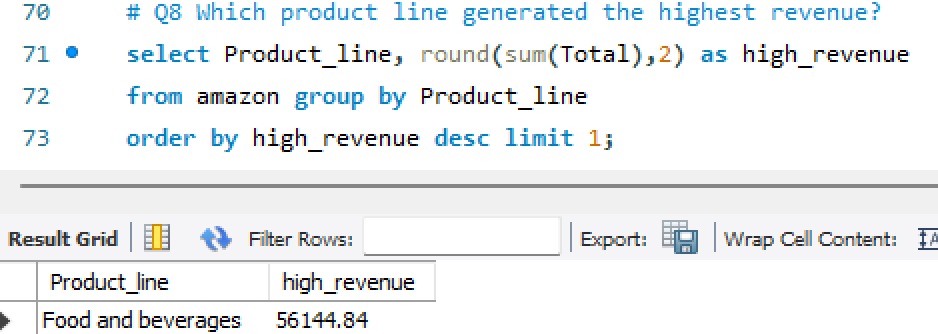 70 # Q8 Which product line generated the highest revenue?
71 select Product_line, round(sum(Total),2) as high_revenue
72 from amazon group by Product_line
73 order by high_revenue desc limit 1;
Result Grid Filter Rows: Export: Wrap Cell Content:
Product_line high_revenue
Food and beverages 56144.84